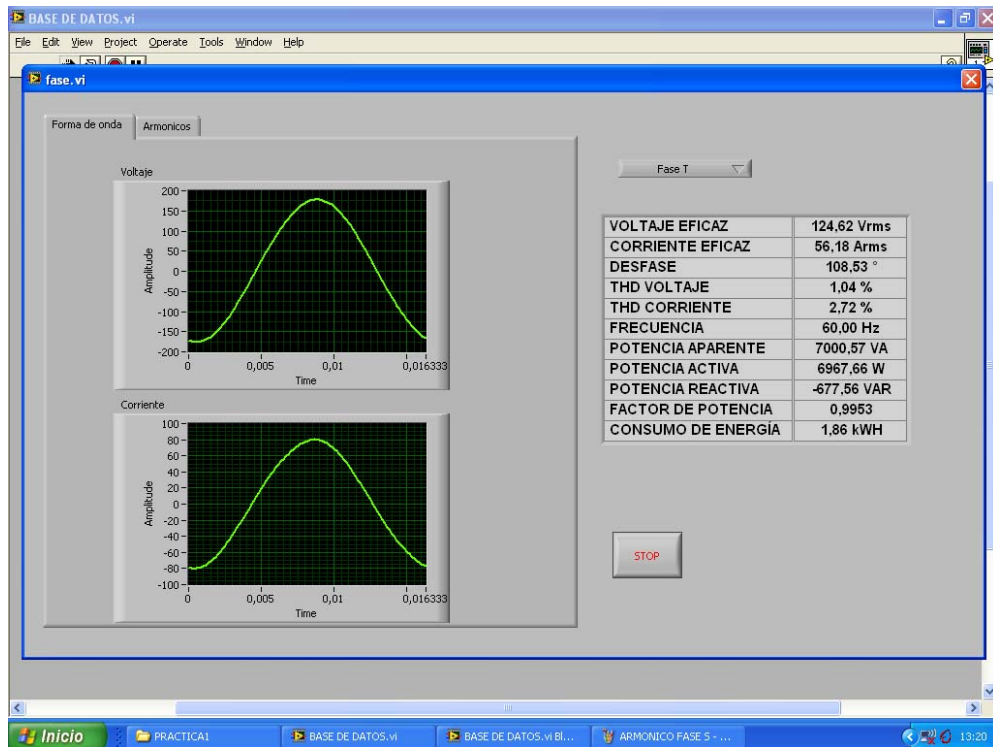 BASE DE DATOS.vi
File Edit View Project Operate Tools Window Help
fase.vi
Forma de onda
Armonicos
Voltaje
Amplitude
200
150
100
50
0
-50
-100
-150
-200
0 0,005 0,01 0,016333
Time
Corriente
Amplitude
100
80
60
40
20
0
-20
-40
-60
-80
-100
0 0,005 0,01 0,016333
Time
Fase T
VOLTAJE EFICAZ 124,62 Vrms
CORRIENTE EFICAZ 56,18 Arms
DESFASE 108,53 °
THD VOLTAJE 1,04 %
THD CORRIENTE 2,72 %
FRECUENCIA 60,00 Hz
POTENCIA APARENTE 7000,57 VA
POTENCIA ACTIVA 6967,66 W
POTENCIA REACTIVA -677,56 VAR
FACTOR DE POTENCIA 0,9953
CONSUMO DE ENERGÍA 1,86 kWH
STOP
Inicio
PRACTICA1
BASE DE DATOS.vi
BASE DE DATOS.vi Bl...
ARMONICO FASE S - ...
13:20